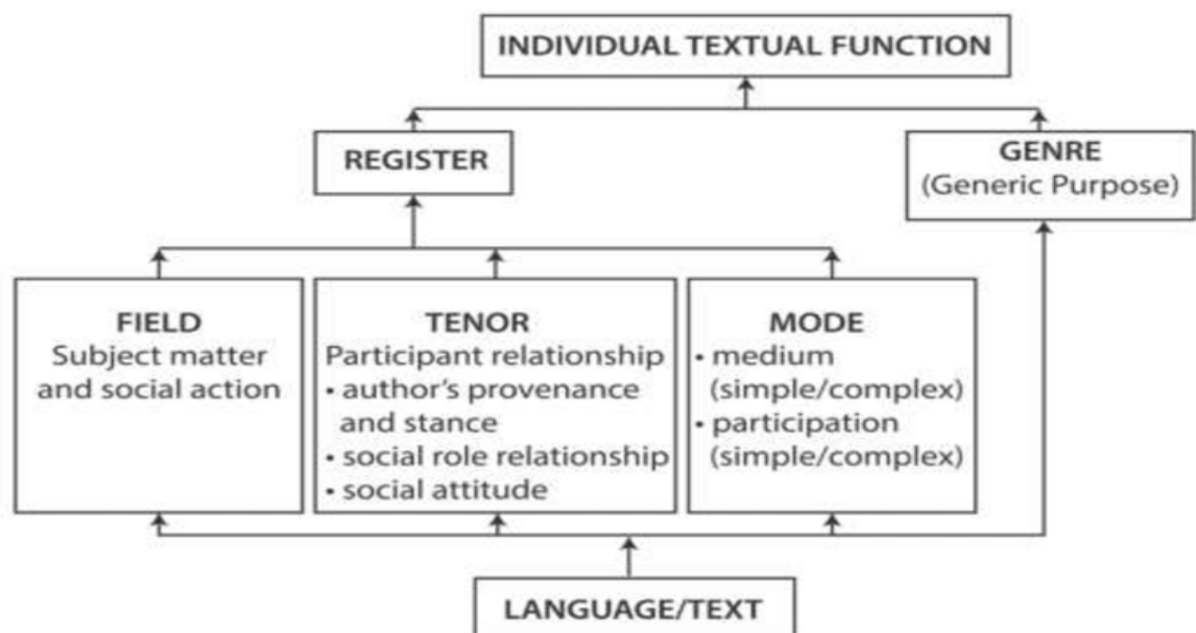 INDIVIDUAL TEXTUAL FUNCTION
REGISTER
GENRE
(Generic Purpose)
FIELD
Subject matter
and social action
TENOR
Participant relationship
• author's provenance
and stance
• social role relationship
• social attitude
MODE
• medium
(simple/complex)
• participation
(simple/complex)
LANGUAGE/TEXT